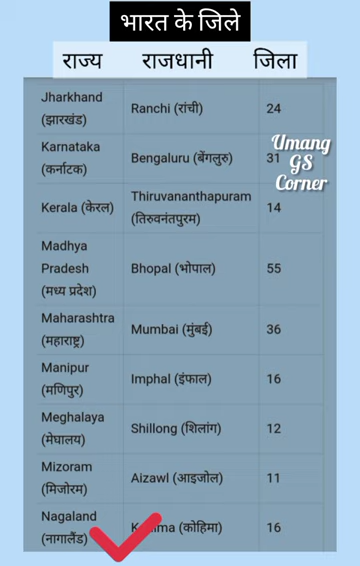 भारत के जिले
राज्य राजधानी जिला
Jharkhand
(झारखंड) Ranchi (रांची) 24
Karnataka
(कर्नाटक) Bengaluru (बेंगलुरु) 31
Umang
GS
Corner
Kerala (केरल) Thiruvananthapuram
(तिरुवनंतपुरम) 14
Madhya
Pradesh
(मध्य प्रदेश) Bhopal (भोपाल) 55
Maharashtra
(महाराष्ट्र) Mumbai (मुंबई) 36
Manipur
(मणिपुर) Imphal (इंफाल) 16
Meghalaya
(मेघालय) Shillong (शिलांग) 12
Mizoram
(मिजोरम) Aizawl (आइजोल) 11
Nagaland
(नागालैंड) (कोहिमा) 16